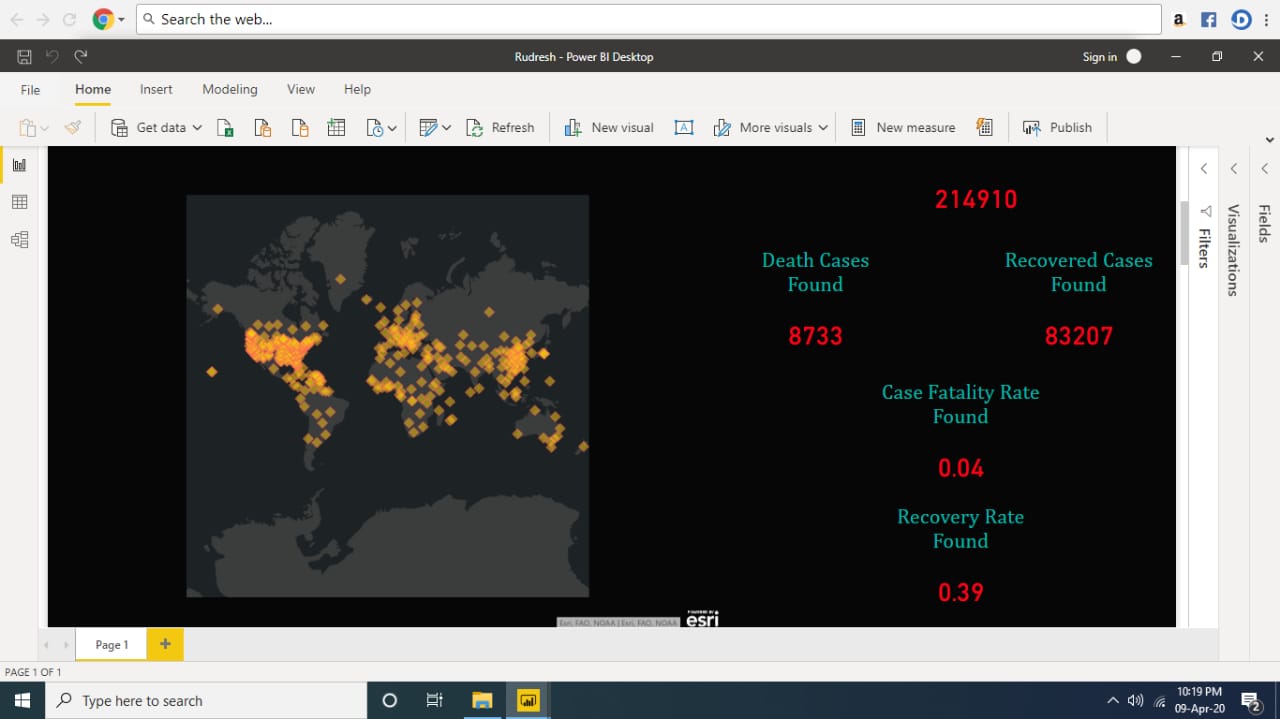 Search the web...
Rudresh - Power BI Desktop
Sign in
File
Home
Insert
Modeling
View
Help
Get data
Refresh
New visual
More visuals
New measure
Publish
214910
Death Cases
Found
Recovered Cases
Found
8733
83207
Case Fatality Rate
Found
0.04
Recovery Rate
Found
0.39
Filters
Visualizations
Fields
POWERED BY
esri
Esri, FAO, NOAA | Esri, FAO, NOAA
Page 1
PAGE 1 OF 1
Type here to search
10:19 PM
09-Apr-20
2